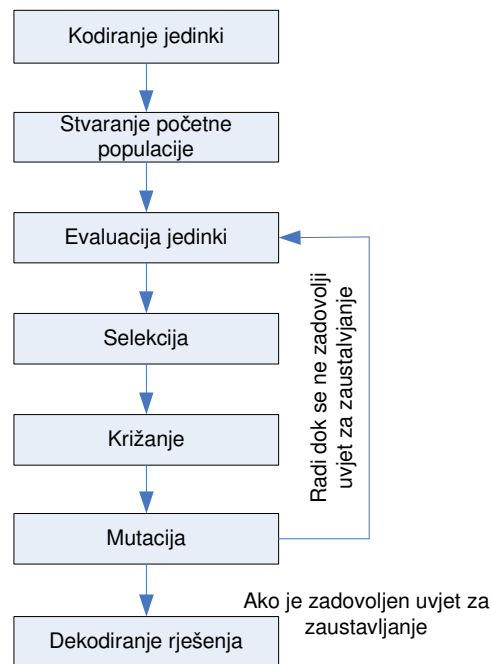 Kodiranje jedinki
Stvaranje početne
populacije
Evaluacija jedinki
Selekcija
Križanje
Mutacija
Radi dok se ne zadovolji
uvjet za zaustalvjanje
Ako je zadovoljen uvjet za
zaustavljanje
Dekodiranje rješenja